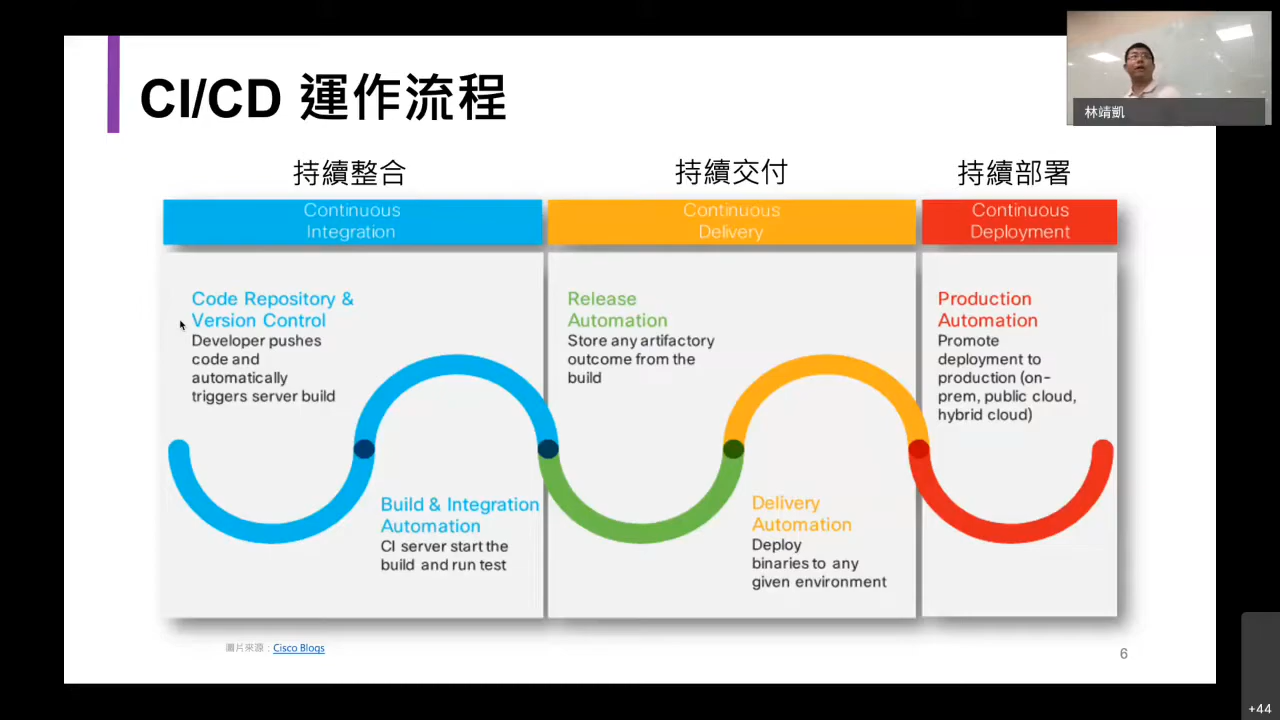 CI/CD 運作流程
林靖凱
持續整合
持續交付
持續部署
Continuous
Integration
Continuous
Delivery
Continuous
Deployment
Code Repository &
Version Control
Developer pushes
code and
automatically
triggers server build
Build & Integration
Automation
CI server start the
build and run test
Release
Automation
Store any artifactory
outcome from the
build
Delivery
Automation
Deploy
binaries to any
given environment
Production
Automation
Promote
deployment to
production (on-
prem, public cloud,
hybrid cloud)
圖片來源：Cisco Blogs
6
+44